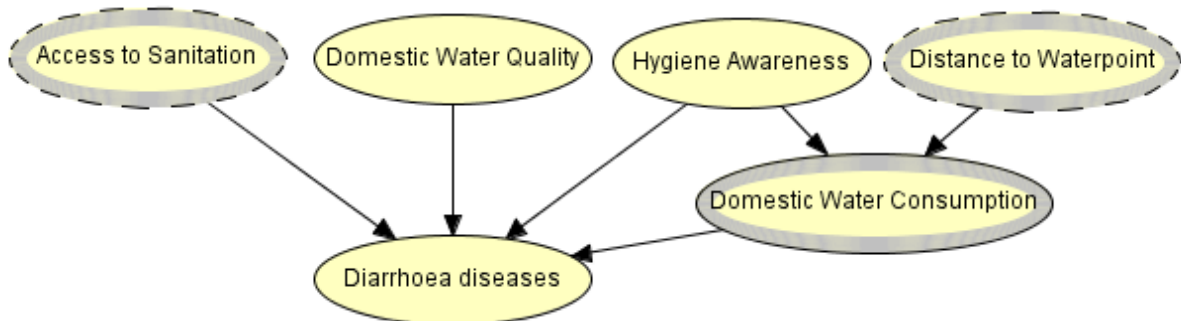 Access to Sanitation
Domestic Water Quality
Hygiene Awareness
Distance to Waterpoint
Domestic Water Consumption
Diarrhoea diseases